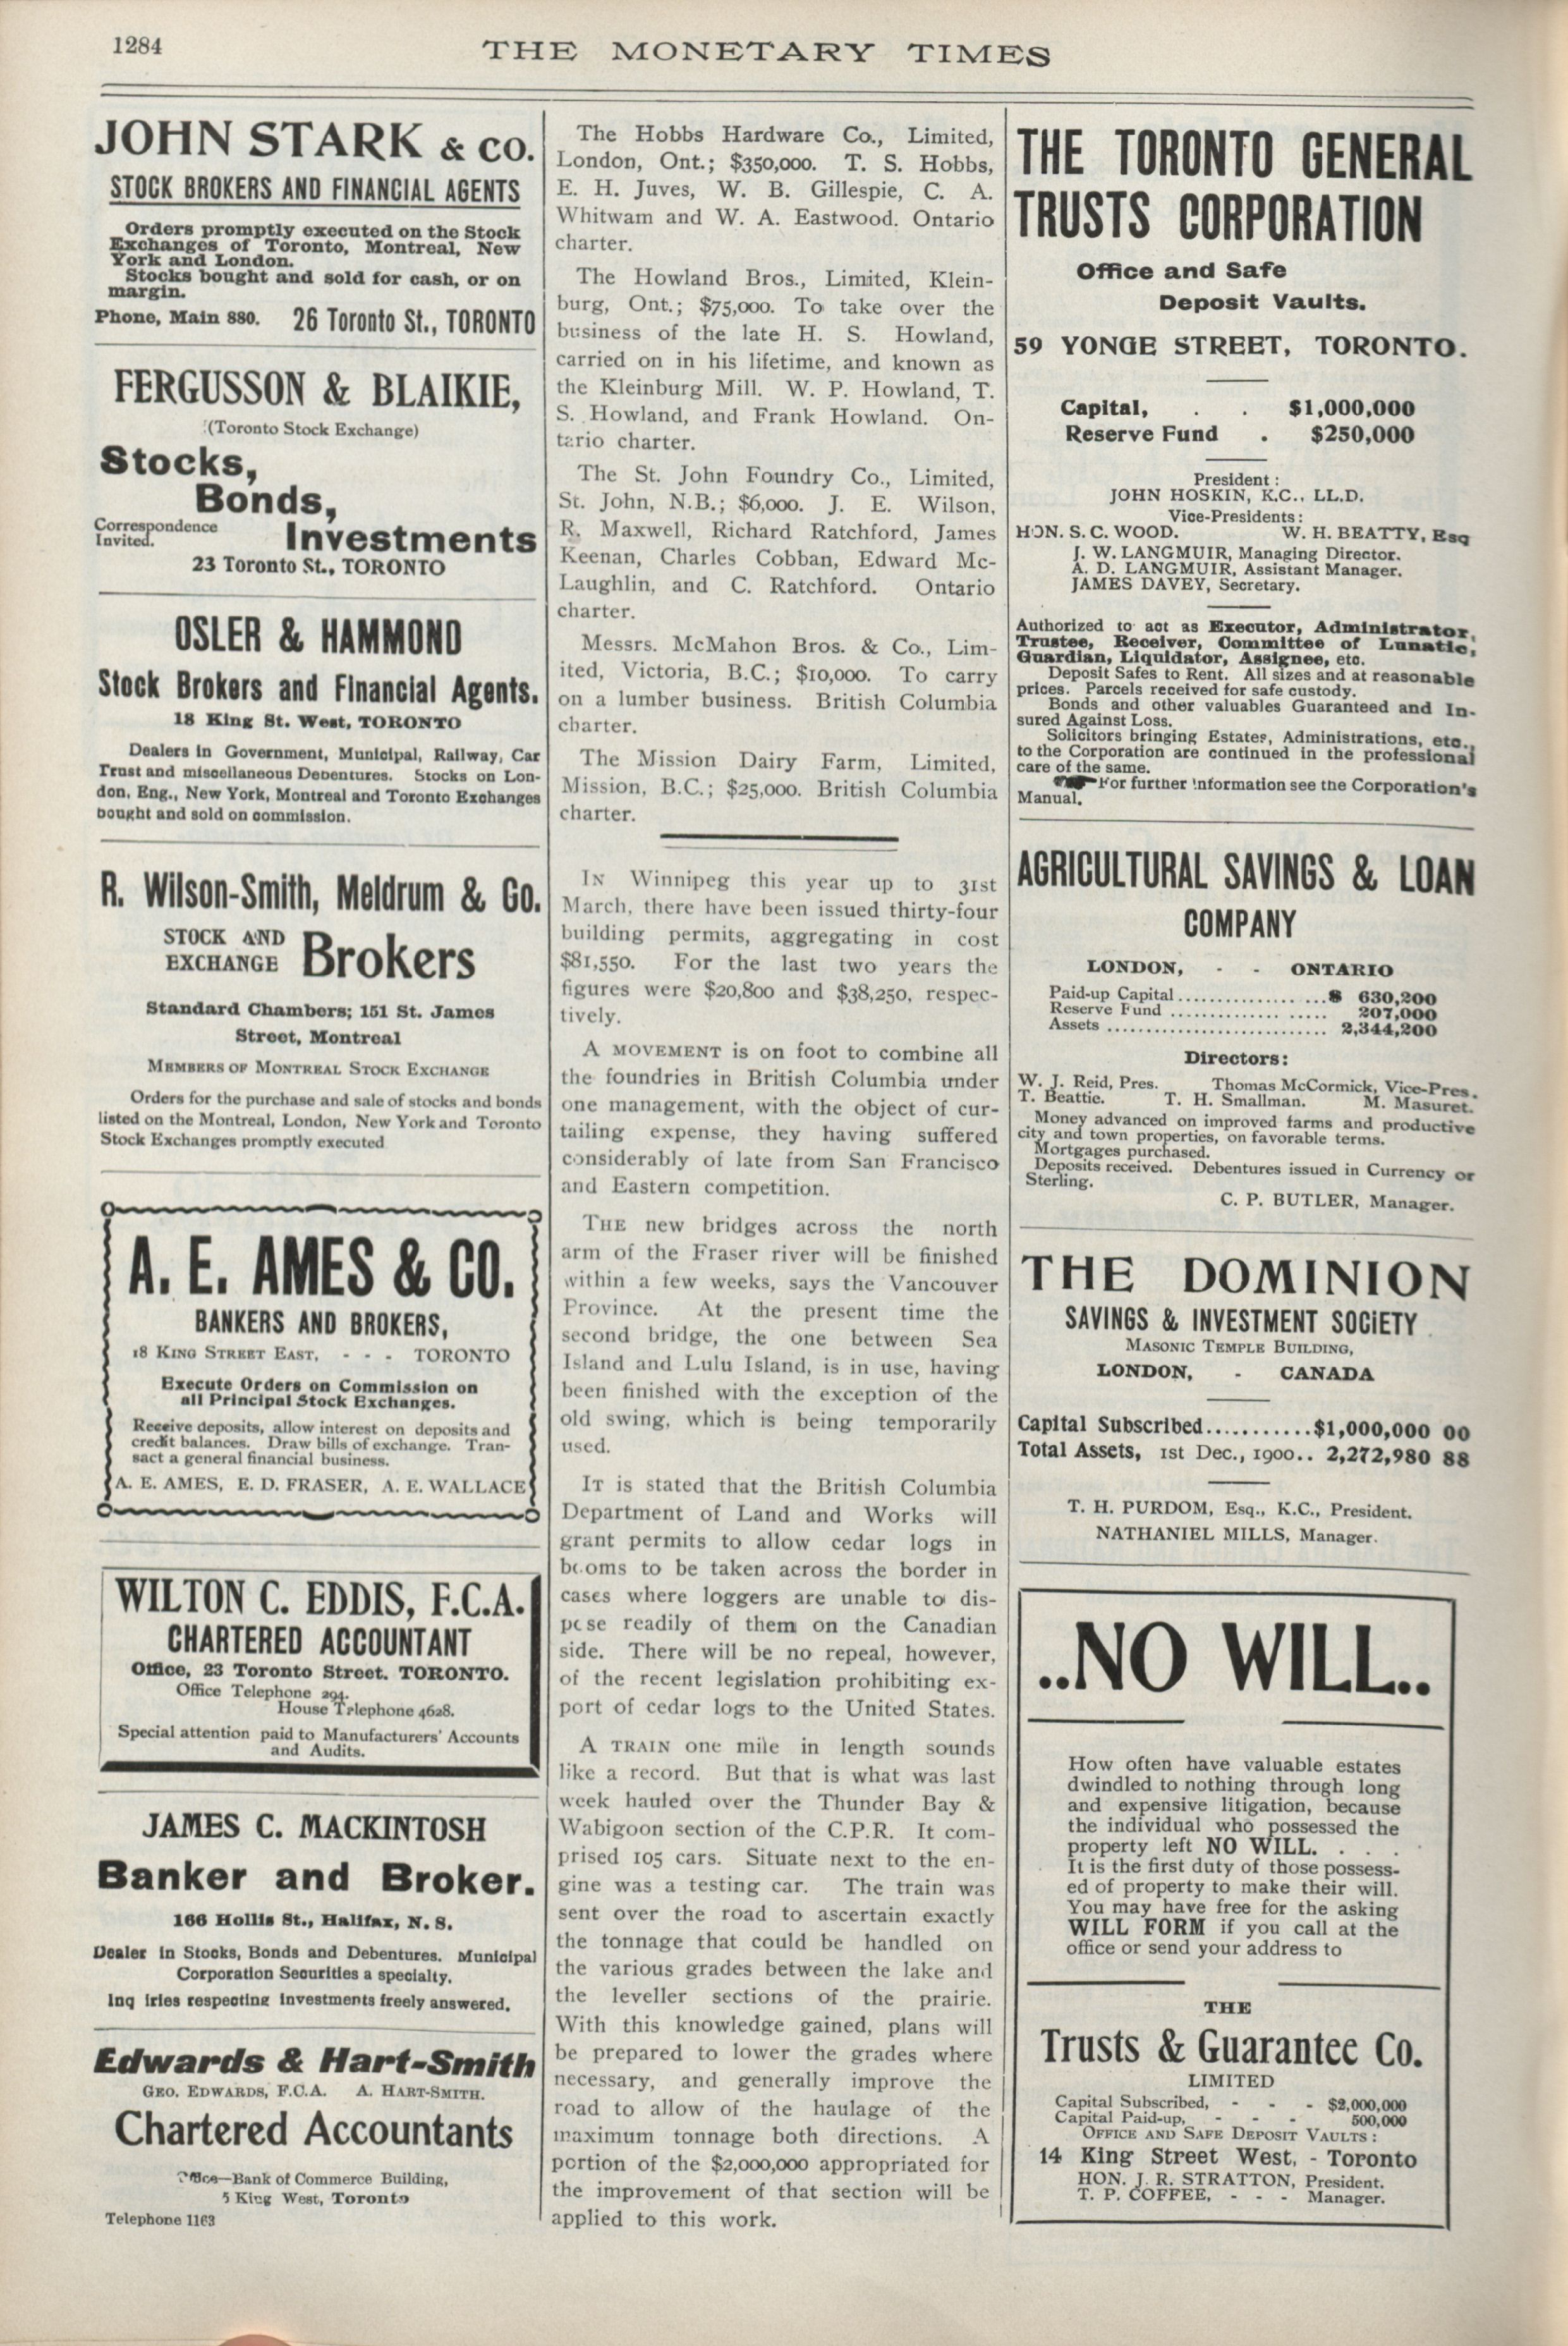 1284
THE MONETARY TIMES
JOHN STARK & CO.
STOCK BROKERS AND FINANCIAL AGENTS
Orders promptly executed on the Stock
Exchanges of Toronto, Montreal, New
York and London.
Stocks bought and sold for cash, or on
margin.
Phone, Main 880. 26 Toronto St., TORONTO
FERGUSSON & BLAIKIE,
(Toronto Stock Exchange)
Stocks,
Bonds,
Correspondence
Invited.
Investments
23 Toronto St., TORONTO
OSLER & HAMMOND
Stock Brokers and Financial Agents.
18 King St. West, TORONTO
Dealers in Government, Municipal, Railway, Car
Trust and miscellaneous Debentures. Stocks on Lon-
don, Eng., New York, Montreal and Toronto Exchanges
bought and sold on commission.
R. Wilson-Smith, Meldrum & Co.
STOCK AND
EXCHANGE
Brokers
Standard Chambers; 151 St. James
Street, Montreal
MEMBERS OF MONTREAL STOCK EXCHANGE
Orders for the purchase and sale of stocks and bonds
listed on the Montreal, London, New York and Toronto
Stock Exchanges promptly executed
A. E. AMES & CO.
BANKERS AND BROKERS,
18 KING STREET EAST, - - - TORONTO
Execute Orders on Commission on
all Principal Stock Exchanges.
Receive deposits, allow interest on deposits and
credit balances. Draw bills of exchange. Tran-
sact a general financial business.
A. E. AMES, E. D. FRASER, A. E. WALLACE
WILTON C. EDDIS, F.C.A.
CHARTERED ACCOUNTANT
Office, 23 Toronto Street. TORONTO.
Office Telephone 294.
House Telephone 4628.
Special attention paid to Manufacturers' Accounts
and Audits.
JAMES C. MACKINTOSH
Banker and Broker.
166 Hollis St., Halifax, N. S.
Dealer in Stocks, Bonds and Debentures. Municipal
Corporation Securities a specialty.
Inq iries respecting investments freely answered.
Edwards & Hart-Smith
GEO. EDWARDS, F.C.A. A. HART-SMITH.
Chartered Accountants
Office—Bank of Commerce Building,
5 King West, Toronto
Telephone 1163
The Hobbs Hardware Co., Limited,
London, Ont.; $350,000. T. S. Hobbs,
E. H. Juves, W. B. Gillespie, C. A.
Whitwam and W. A. Eastwood. Ontario
charter.
The Howland Bros., Limited, Klein-
burg, Ont.; $75,000. To take over the
business of the late H. S. Howland,
carried on in his lifetime, and known as
the Kleinburg Mill. W. P. Howland, T.
S. Howland, and Frank Howland. On-
tario charter.
The St. John Foundry Co., Limited,
St. John, N.B.; $6,000. J. E. Wilson,
R. Maxwell, Richard Ratchford, James
Keenan, Charles Cobban, Edward Mc-
Laughlin, and C. Ratchford. Ontario
charter.
Messrs. McMahon Bros. & Co., Lim-
ited, Victoria, B.C.; $10,000. To carry
on a lumber business. British Columbia
charter.
The Mission Dairy Farm, Limited,
Mission, B.C.; $25,000. British Columbia
charter.
IN Winnipeg this year up to 31st
March, there have been issued thirty-four
building permits, aggregating in cost
$81,550. For the last two years the
figures were $20,800 and $38,250, respec-
tively.
A MOVEMENT is on foot to combine all
the foundries in British Columbia under
one management, with the object of cur-
tailing expense, they having suffered
considerably of late from San Francisco
and Eastern competition.
THE new bridges across the north
arm of the Fraser river will be finished
within a few weeks, says the Vancouver
Province. At the present time the
second bridge, the one between Sea
Island and Lulu Island, is in use, having
been finished with the exception of the
old swing, which is being temporarily
used.
IT is stated that the British Columbia
Department of Land and Works will
grant permits to allow cedar logs in
booms to be taken across the border in
cases where loggers are unable to dis-
pose readily of them on the Canadian
side. There will be no repeal, however,
of the recent legislation prohibiting ex-
port of cedar logs to the United States.
A TRAIN one mile in length sounds
like a record. But that is what was last
week hauled over the Thunder Bay &
Wabigoon section of the C.P.R. It com-
prised 105 cars. Situate next to the en-
gine was a testing car. The train was
sent over the road to ascertain exactly
the tonnage that could be handled on
the various grades between the lake and
the leveller sections of the prairie.
With this knowledge gained, plans will
be prepared to lower the grades where
necessary, and generally improve the
road to allow of the haulage of the
maximum tonnage both directions. A
portion of the $2,000,000 appropriated for
the improvement of that section will be
applied to this work.
THE TORONTO GENERAL
TRUSTS CORPORATION
Office and Safe
Deposit Vaults.
59 YONGE STREET, TORONTO.
Capital, . . $1,000,000
Reserve Fund . $250,000
President :
JOHN HOSKIN, K.C., LL.D.
Vice-Presidents :
HON. S. C. WOOD. W. H. BEATTY, Esq
J. W. LANGMUIR, Managing Director.
A. D. LANGMUIR, Assistant Manager.
JAMES DAVEY, Secretary.
Authorized to act as Executor, Administrator,
Trustee, Receiver, Committee of Lunatic,
Guardian, Liquidator, Assignee, etc.
Deposit Safes to Rent. All sizes and at reasonable
prices. Parcels received for safe custody.
Bonds and other valuables Guaranteed and In-
sured Against Loss.
Solicitors bringing Estates, Administrations, etc.,
to the Corporation are continued in the professional
care of the same.
For further information see the Corporation's
Manual.
AGRICULTURAL SAVINGS & LOAN
COMPANY
LONDON, - - ONTARIO
Paid-up Capital.................. $ 630,200
Reserve Fund .................. 207,000
Assets ............................ 2,344,200
Directors:
W. J. Reid, Pres. Thomas McCormick, Vice-Pres.
T. Beattie. T. H. Smallman. M. Masuret.
Money advanced on improved farms and productive
city and town properties, on favorable terms.
Mortgages purchased.
Deposits received. Debentures issued in Currency or
Sterling.
C. P. BUTLER, Manager.
THE DOMINION
SAVINGS & INVESTMENT SOCIETY
MASONIC TEMPLE BUILDING,
LONDON, - CANADA
Capital Subscribed...........$1,000,000 00
Total Assets, 1st Dec., 1900.. 2,272,980 88
T. H. PURDOM, Esq., K.C., President.
NATHANIEL MILLS, Manager.
..NO WILL..
How often have valuable estates
dwindled to nothing through long
and expensive litigation, because
the individual who possessed the
property left NO WILL. . . .
It is the first duty of those possess-
ed of property to make their will.
You may have free for the asking
WILL FORM if you call at the
office or send your address to
THE
Trusts & Guarantee Co.
LIMITED
Capital Subscribed, - - - $2,000,000
Capital Paid-up, - - - 500,000
OFFICE AND SAFE DEPOSIT VAULTS :
14 King Street West, - Toronto
HON. J. R. STRATTON, President.
T. P. COFFEE, - - - Manager.